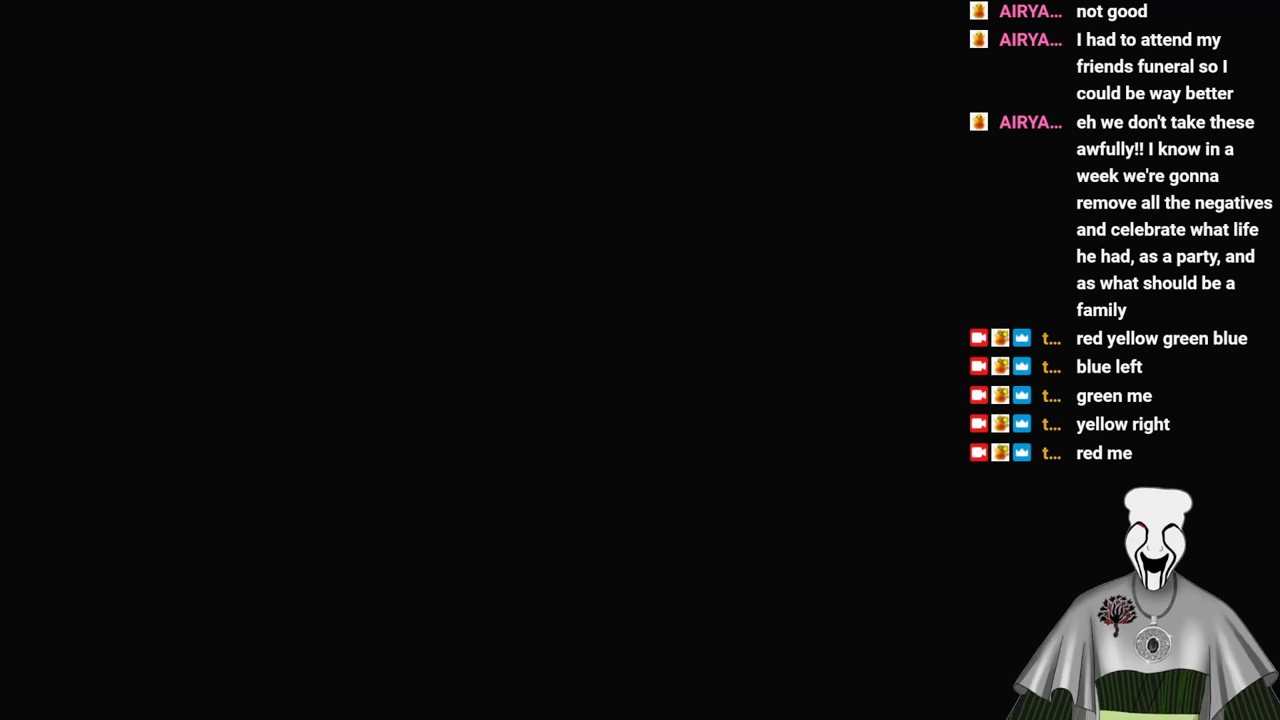 AIRYA... not good
AIRYA... I had to attend my
friends funeral so I
could be way better
AIRYA... eh we don't take these
awfully!! I know in a
week we're gonna
remove all the negatives
and celebrate what life
he had, as a party, and
as what should be a
family
t... red yellow green blue
t... blue left
t... green me
t... yellow right
t... red me